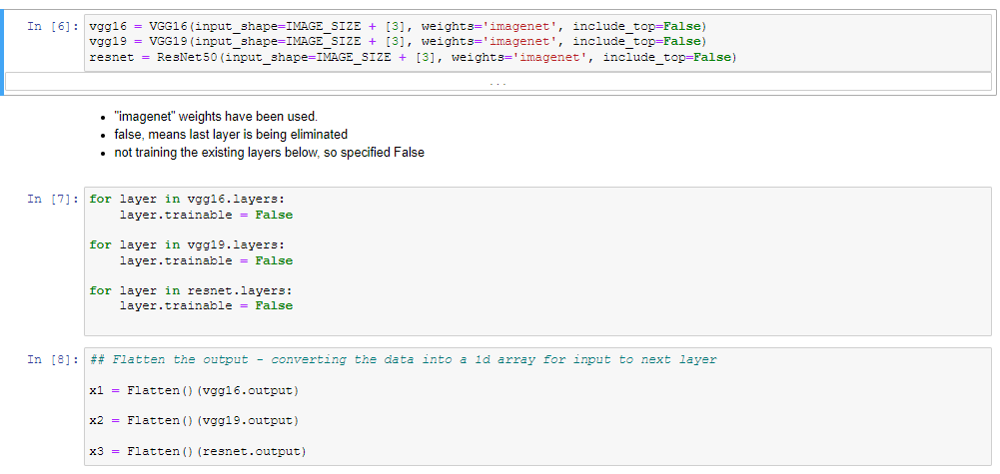 In [6]: vgg16 = VGG16(input_shape=IMAGE_SIZE + [3], weights='imagenet', include_top=False)
vgg19 = VGG19(input_shape=IMAGE_SIZE + [3], weights='imagenet', include_top=False)
resnet = ResNet50(input_shape=IMAGE_SIZE + [3], weights='imagenet', include_top=False)
...
• "imagenet" weights have been used.
• false, means last layer is being eliminated
• not training the existing layers below, so specified False
In [7]: for layer in vgg16.layers:
    layer.trainable = False
for layer in vgg19.layers:
    layer.trainable = False
for layer in resnet.layers:
    layer.trainable = False
In [8]: ## Flatten the output - converting the data into a 1d array for input to next layer
x1 = Flatten()(vgg16.output)
x2 = Flatten()(vgg19.output)
x3 = Flatten()(resnet.output)